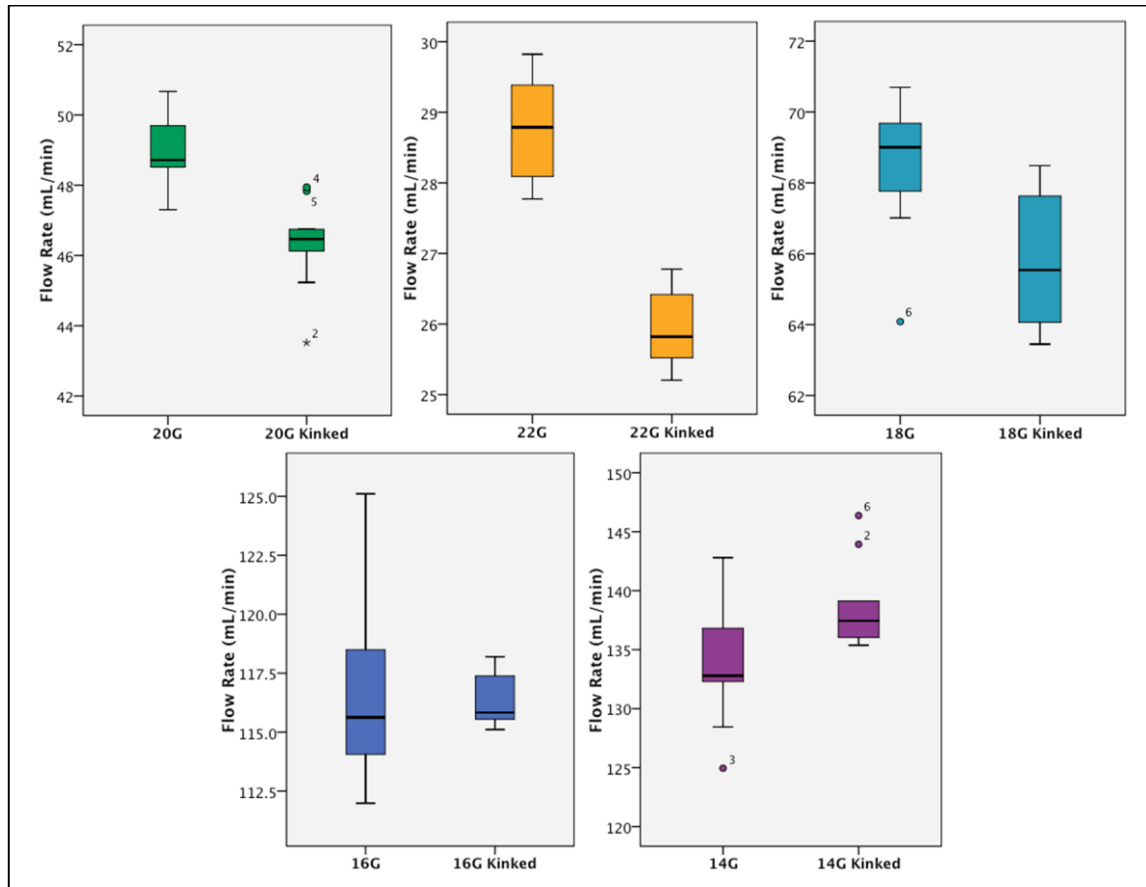 Flow Rate (mL/min)
52
50
48
46
44
42
4
5
2
20G
20G Kinked
Flow Rate (mL/min)
30
29
28
27
26
25
22G
22G Kinked
Flow Rate (mL/min)
72
70
68
66
64
62
6
18G
18G Kinked
Flow Rate (mL/min)
125.0
122.5
120.0
117.5
115.0
112.5
16G
16G Kinked
Flow Rate (mL/min)
150
145
140
135
130
125
120
6
2
3
14G
14G Kinked